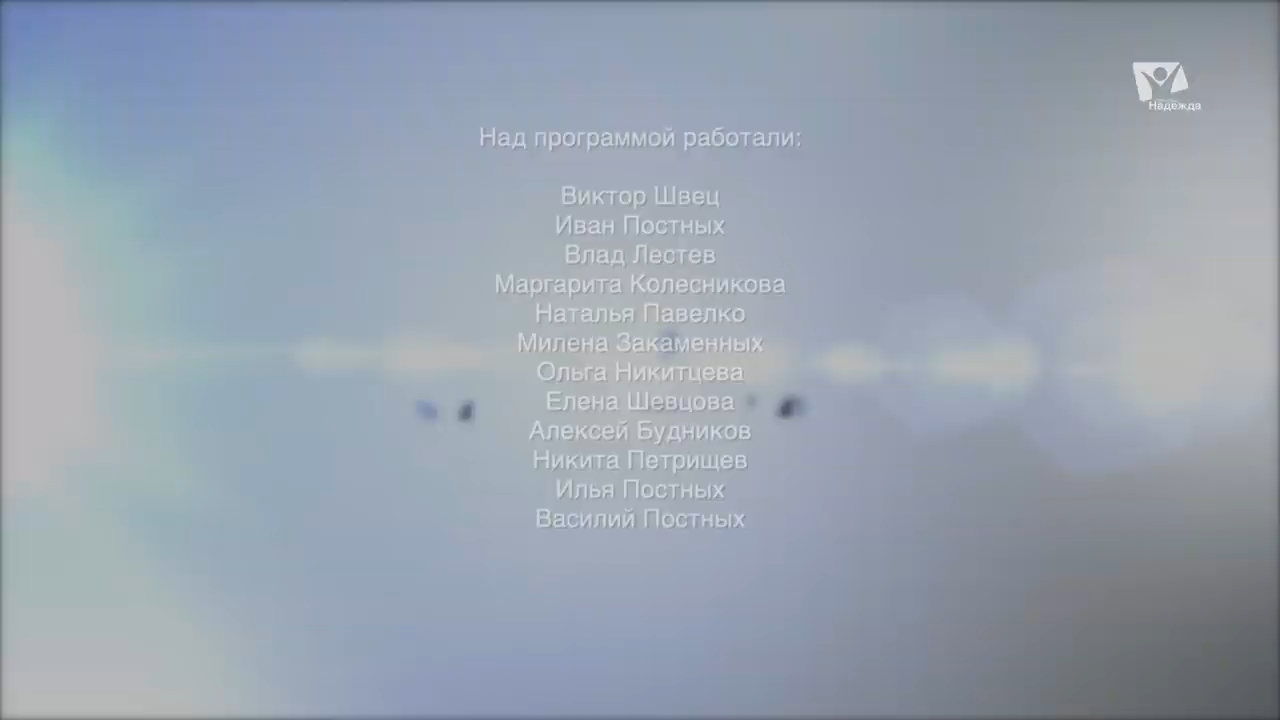 Надежда
Над программой работали:
Виктор Швец
Иван Постных
Влад Лестев
Маргарита Колесникова
Наталья Павелко
Милена Закаменных
Ольга Никитцева
Елена Шевцова
Алексей Будников
Никита Петрищев
Илья Постных
Василий Постных